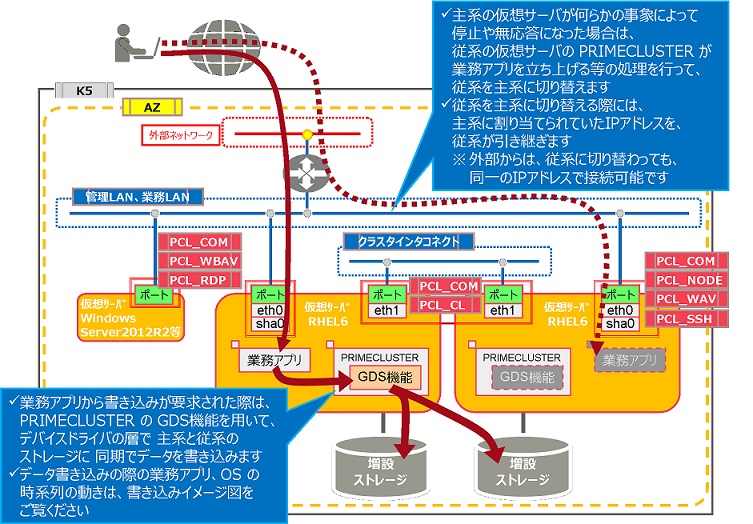 ✓主系の仮想サーバが何らかの事象によって
停止や無応答になった場合は、
従系の仮想サーバの PRIMECLUSTER が
業務アプリを立ち上げる等の処理を行って、
従系を主系に切り替えます
✓従系を主系に切り替える際には、
主系に割り当てられていたIPアドレスを、
従系が引き継ぎます
※ 外部からは、従系に切り替わっても、
同一のIPアドレスで接続可能です
K5
AZ
外部ネットワーク
管理LAN、業務LAN
クラスタインタコネクト
PCL_COM
PCL_WBAV
PCL_RDP
PCL_COM
PCL_CL
PCL_COM
PCL_NODE
PCL_WAV
PCL_SSH
ポート
仮想サーバ
Windows
Server2012R2等
ポート
eth0
sha0
仮想サーバ
RHEL6
ポート
eth1
ポート
eth1
仮想サーバ
RHEL6
ポート
eth0
sha0
業務アプリ
PRIMECLUSTER
GDS機能
PRIMECLUSTER
GDS機能
業務アプリ
増設
ストレージ
増設
ストレージ
✓業務アプリから書き込みが要求された際は、
PRIMECLUSTER の GDS機能を用いて、
デバイスドライバの層で 主系と従系の
ストレージに 同期でデータを書き込みます
✓データ書き込みの際の業務アプリ、OS の
時系列の動きは、書き込みイメージ図を
ご覧ください